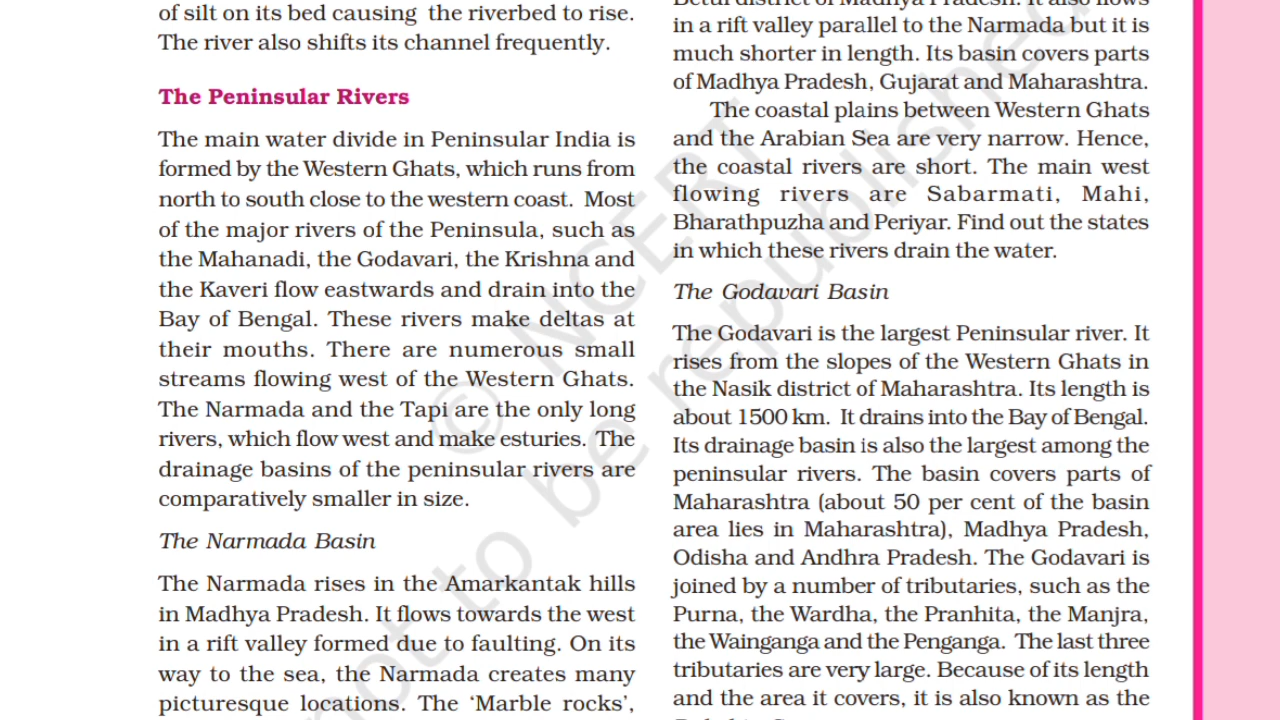 of silt on its bed causing the riverbed to rise.
The river also shifts its channel frequently.
The Peninsular Rivers
The main water divide in Peninsular India is
formed by the Western Ghats, which runs from
north to south close to the western coast. Most
of the major rivers of the Peninsula, such as
the Mahanadi, the Godavari, the Krishna and
the Kaveri flow eastwards and drain into the
Bay of Bengal. These rivers make deltas at
their mouths. There are numerous small
streams flowing west of the Western Ghats.
The Narmada and the Tapi are the only long
rivers, which flow west and make esturies. The
drainage basins of the peninsular rivers are
comparatively smaller in size.
The Narmada Basin
The Narmada rises in the Amarkantak hills
in Madhya Pradesh. It flows towards the west
in a rift valley formed due to faulting. On its
way to the sea, the Narmada creates many
picturesque locations. The ‘Marble rocks’,
Betul district of Madhya Pradesh. It also flows
in a rift valley parallel to the Narmada but it is
much shorter in length. Its basin covers parts
of Madhya Pradesh, Gujarat and Maharashtra.
The coastal plains between Western Ghats
and the Arabian Sea are very narrow. Hence,
the coastal rivers are short. The main west
flowing rivers are Sabarmati, Mahi,
Bharathpuzha and Periyar. Find out the states
in which these rivers drain the water.
The Godavari Basin
The Godavari is the largest Peninsular river. It
rises from the slopes of the Western Ghats in
the Nasik district of Maharashtra. Its length is
about 1500 km. It drains into the Bay of Bengal.
Its drainage basin is also the largest among the
peninsular rivers. The basin covers parts of
Maharashtra (about 50 per cent of the basin
area lies in Maharashtra), Madhya Pradesh,
Odisha and Andhra Pradesh. The Godavari is
joined by a number of tributaries, such as the
Purna, the Wardha, the Pranhita, the Manjra,
the Wainganga and the Penganga. The last three
tributaries are very large. Because of its length
and the area it covers, it is also known as the
© NCERT
not to be republished